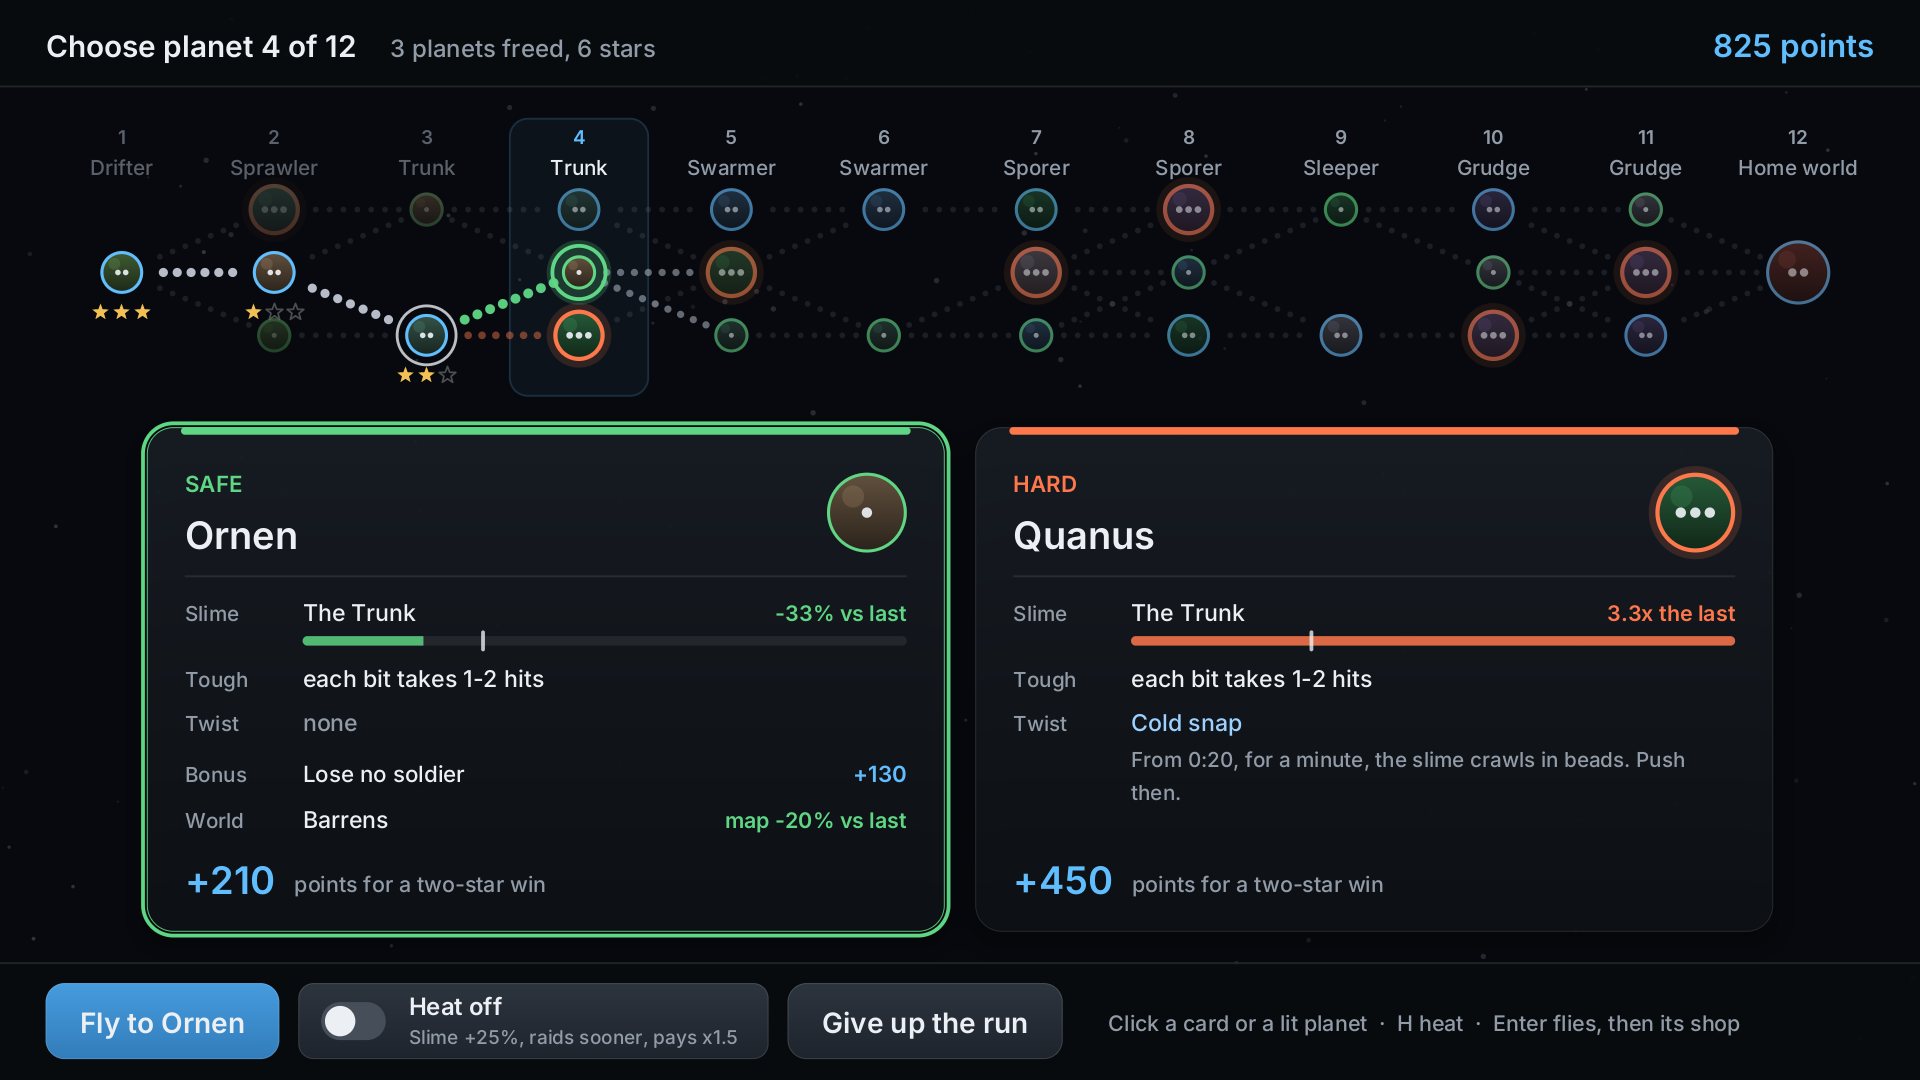 Choose planet 4 of 12
3 planets freed, 6 stars
825 points
1 2 3 4 5 6 7 8 9 10 11 12
Drifter Sprawler Trunk Trunk Swarmer Swarmer Sporer Sporer Sleeper Grudge Grudge Home world
SAFE
Ornen
Slime The Trunk -33% vs last
Tough each bit takes 1-2 hits
Twist none
Bonus Lose no soldier +130
World Barrens map -20% vs last
+210 points for a two-star win
HARD
Quanus
Slime The Trunk 3.3x the last
Tough each bit takes 1-2 hits
Twist Cold snap
From 0:20, for a minute, the slime crawls in beads. Push
then.
+450 points for a two-star win
Fly to Ornen
Heat off
Slime +25%, raids sooner, pays x1.5
Give up the run
Click a card or a lit planet · H heat · Enter flies, then its shop